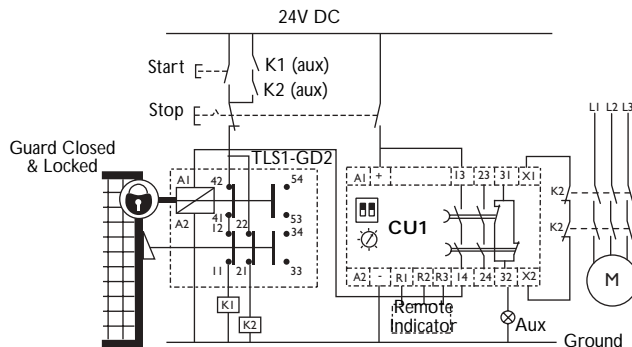 24V DC
Start
K1 (aux)
K2 (aux)
Stop
L1 L2 L3
Guard Closed
& Locked
TLS1-GD2
A1 42 54
A1 + 13 23 31 X1
K2
A2 41 53
12 22 34
CU1
K2
11 21 33
A2 - R1 R2 R3 14 24 32 X2
M
K1
Remote
Indicator
K2
Aux
Ground